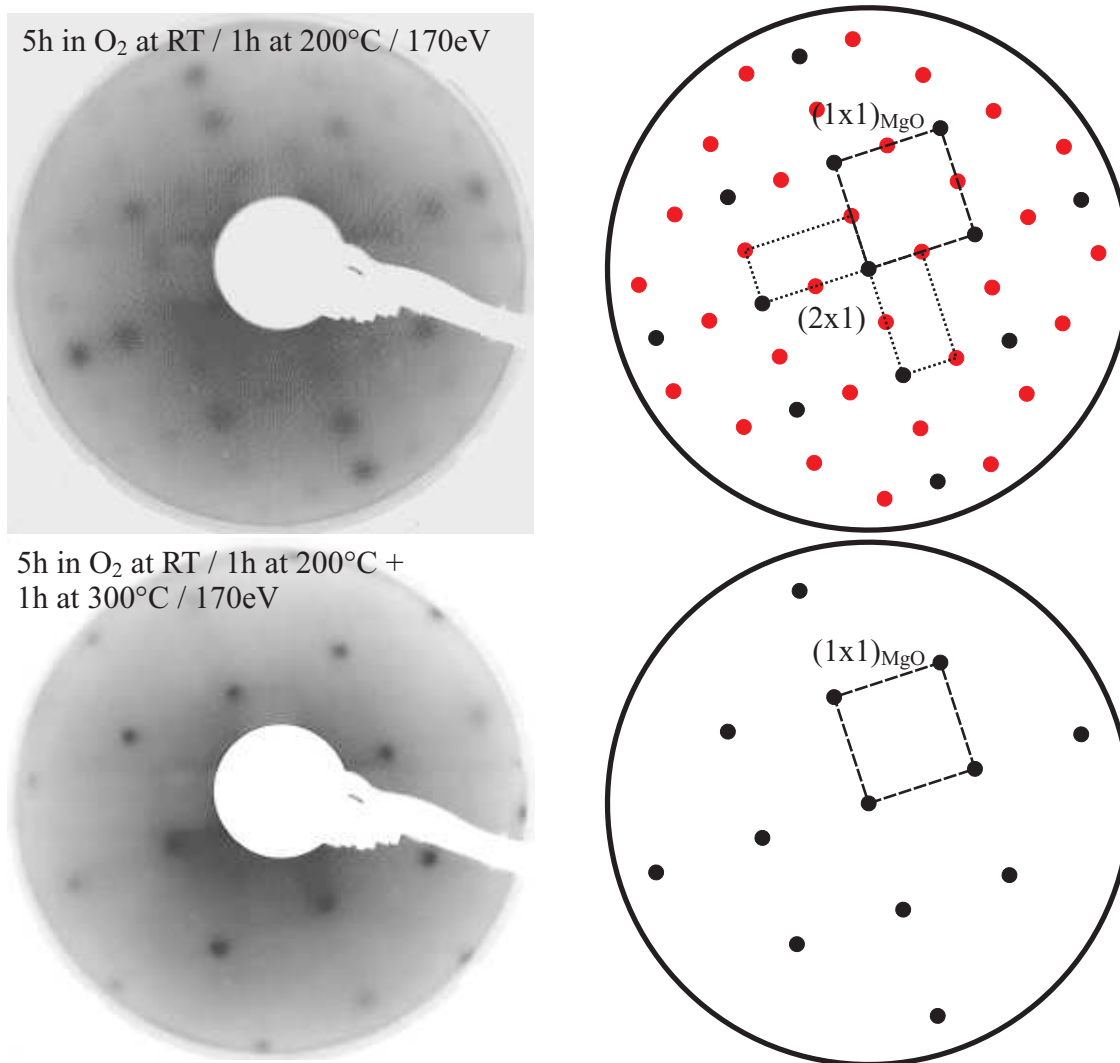 5h in O₂ at RT / 1h at 200°C / 170eV
(1x1)MgO
(2x1)
5h in O₂ at RT / 1h at 200°C +
1h at 300°C / 170eV
(1x1)MgO